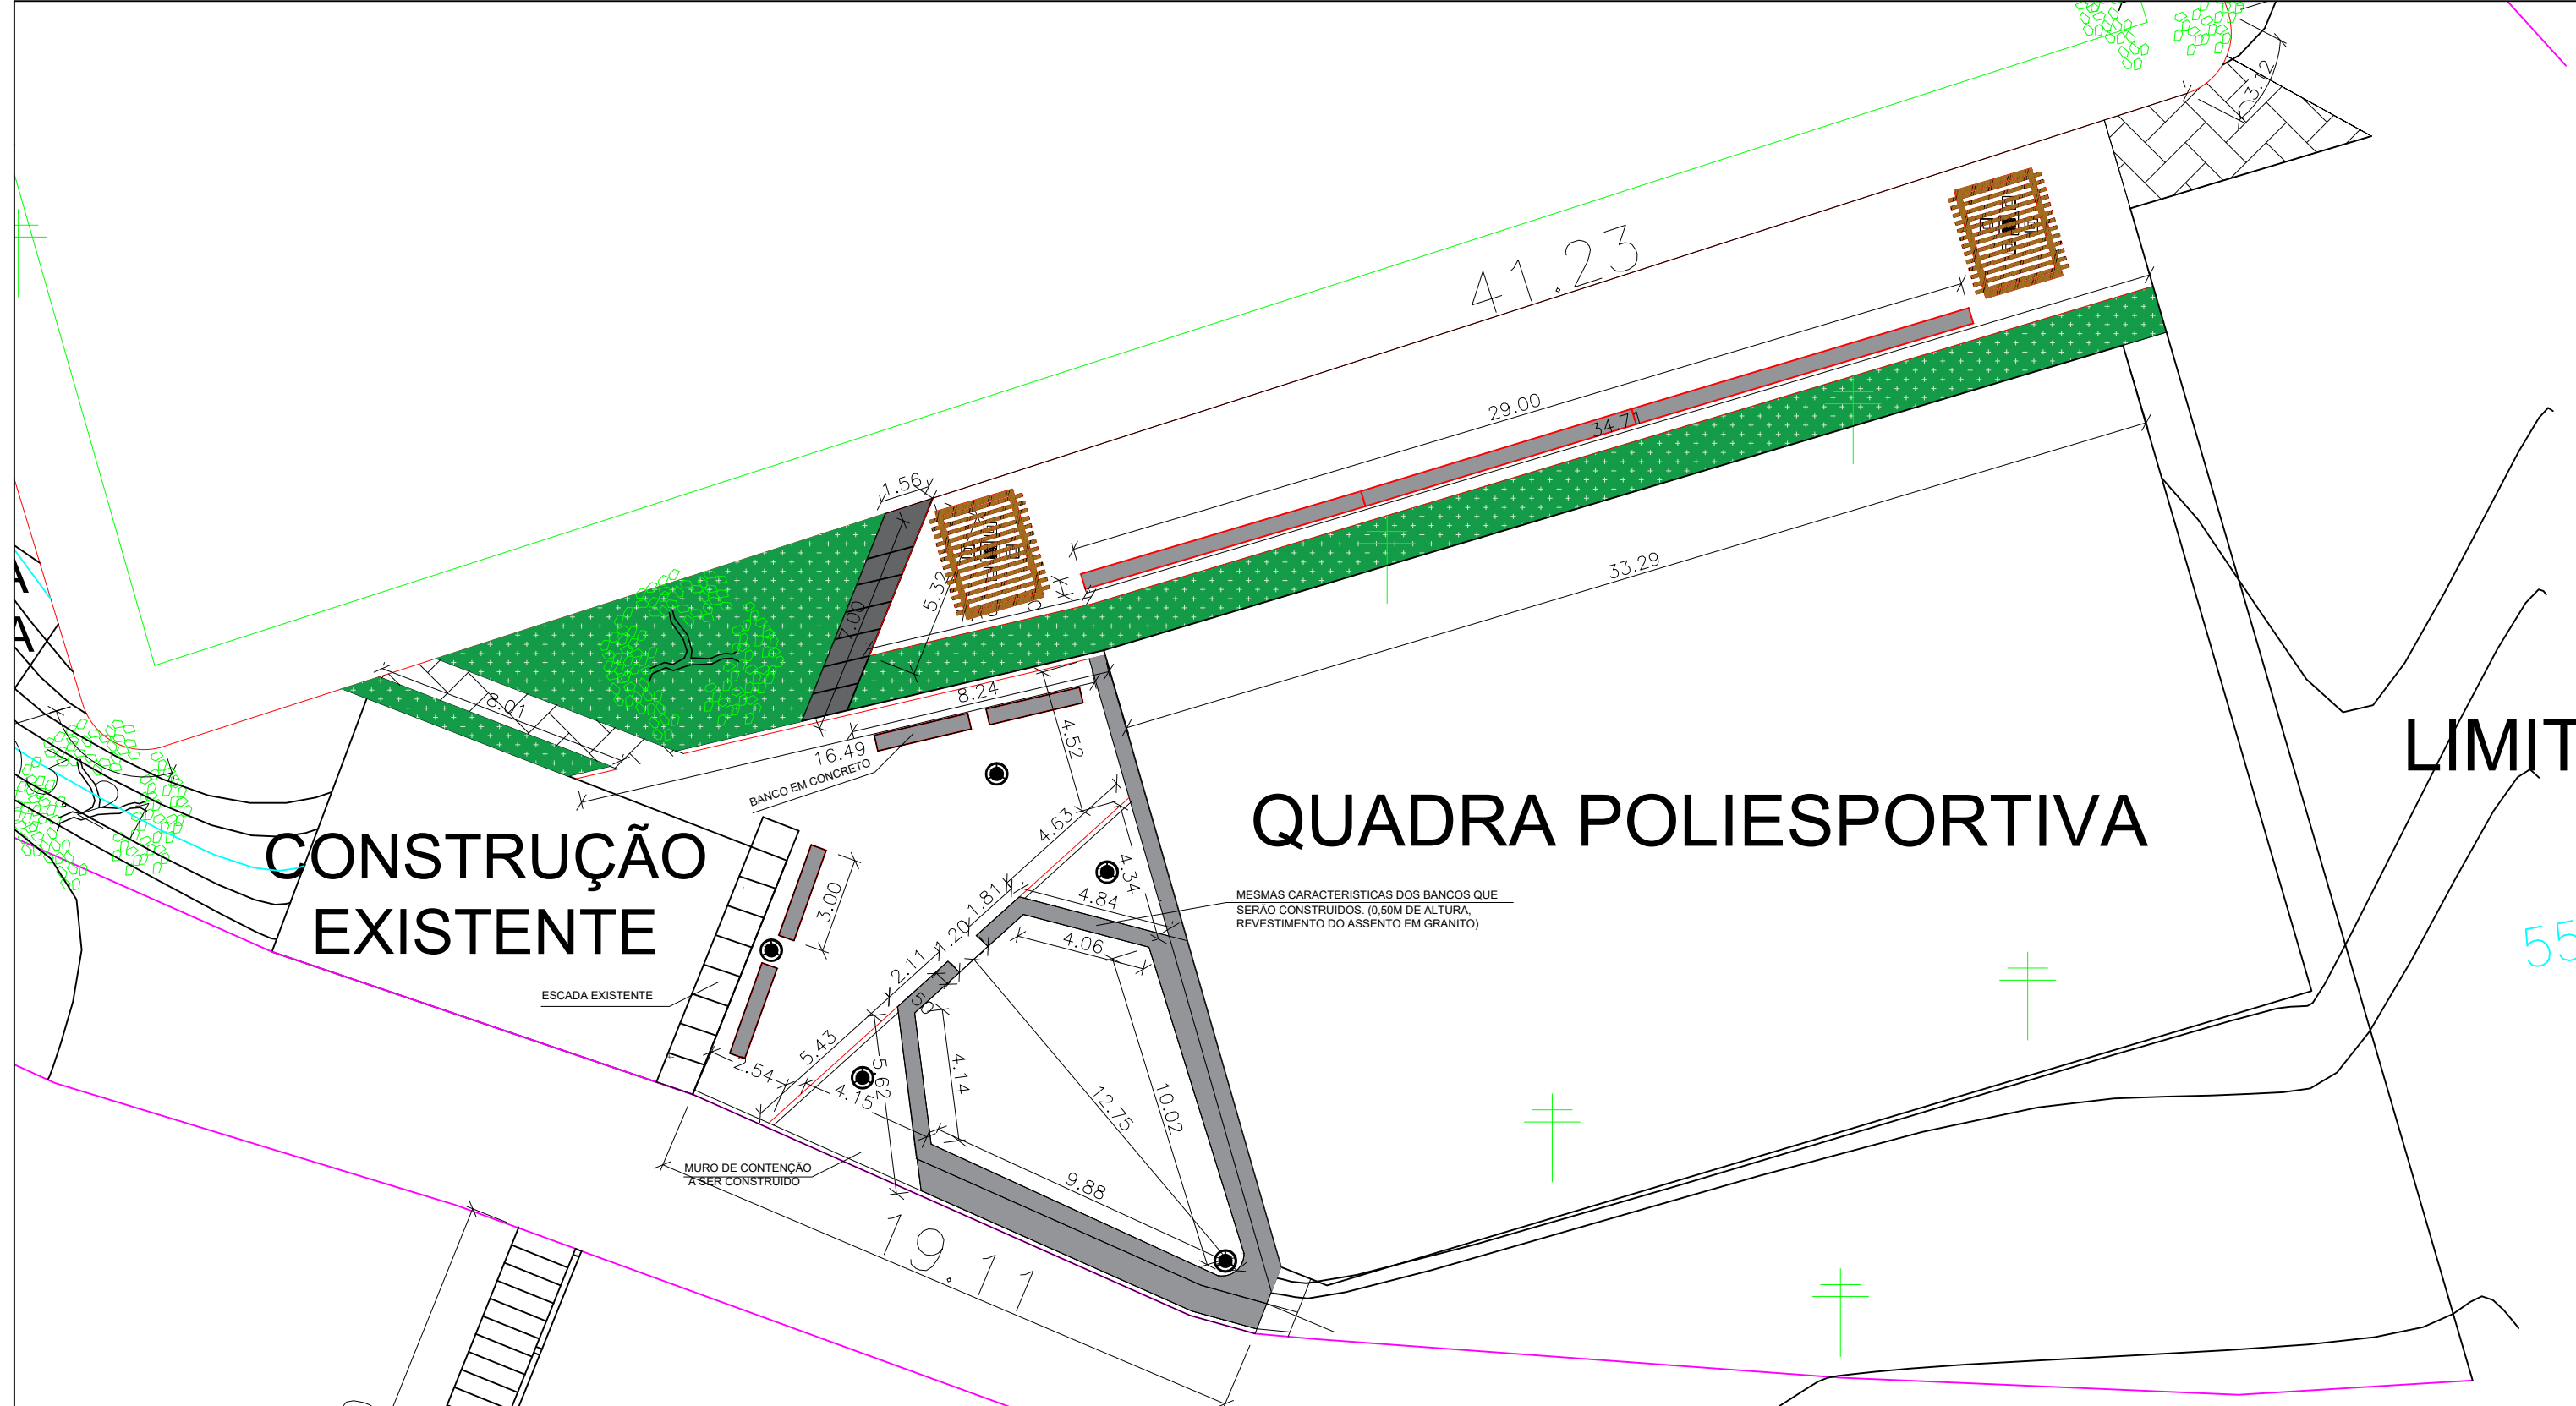 3.12
41.23
29.00
34.71
33.29
1.56
5.32
7.00
8.24
8.01
16.49
BANCO EM CONCRETO
4.52
LIMIT
QUADRA POLIESPORTIVA
CONSTRUÇÃO
EXISTENTE
4.63
4.34
3.00
1.81
4.84
MESMAS CARACTERISTICAS DOS BANCOS QUE
SERÃO CONSTRUIDOS. (0,50M DE ALTURA,
REVESTIMENTO DO ASSENTO EM GRANITO)
1.20
4.06
2.11
55
ESCADA EXISTENTE
.50
5.43
2.54
5.62
4.14
4.15
12.75
10.02
MURO DE CONTENÇÃO
A SER CONSTRUIDO
9.88
19.11